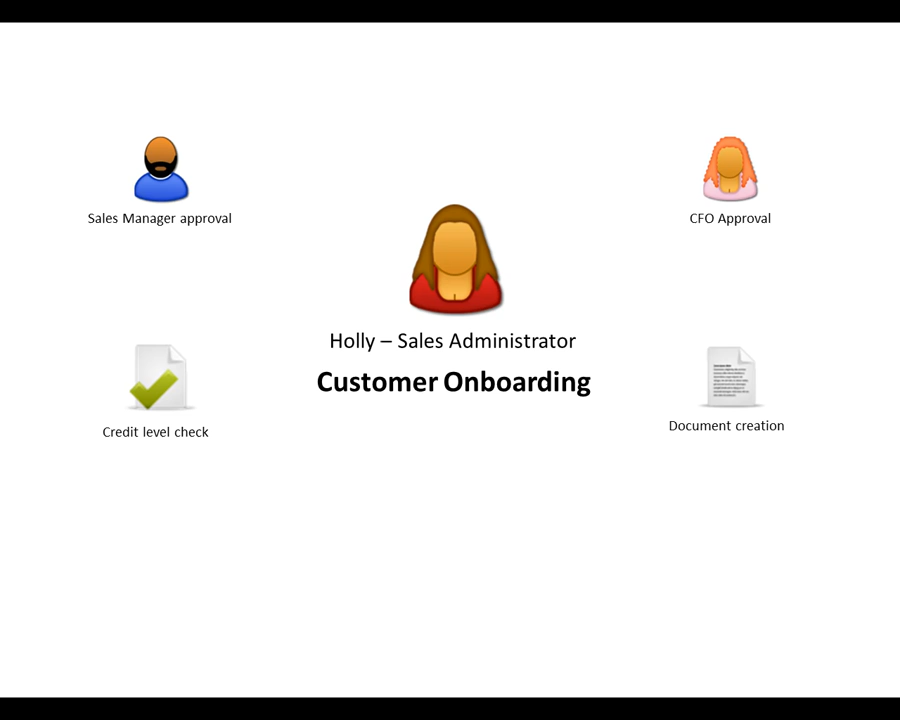 Sales Manager approval
CFO Approval
Holly – Sales Administrator
Customer Onboarding
Credit level check
Document creation